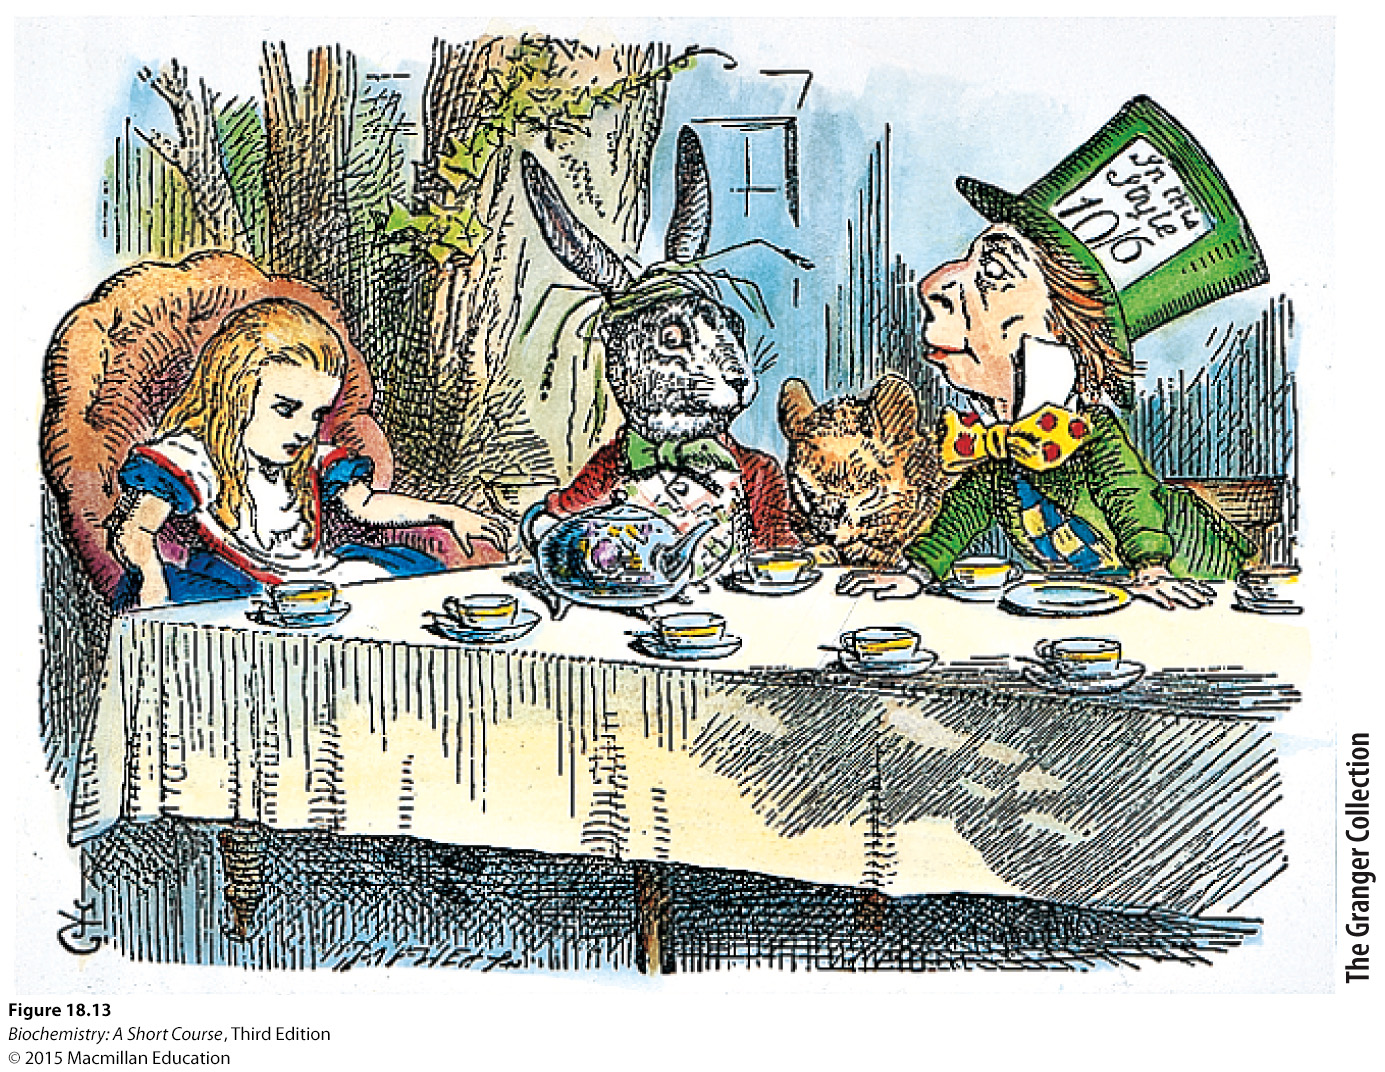 In this
Style
10/6
The Granger Collection
Figure 18.13
Biochemistry: A Short Course, Third Edition
© 2015 Macmillan Education